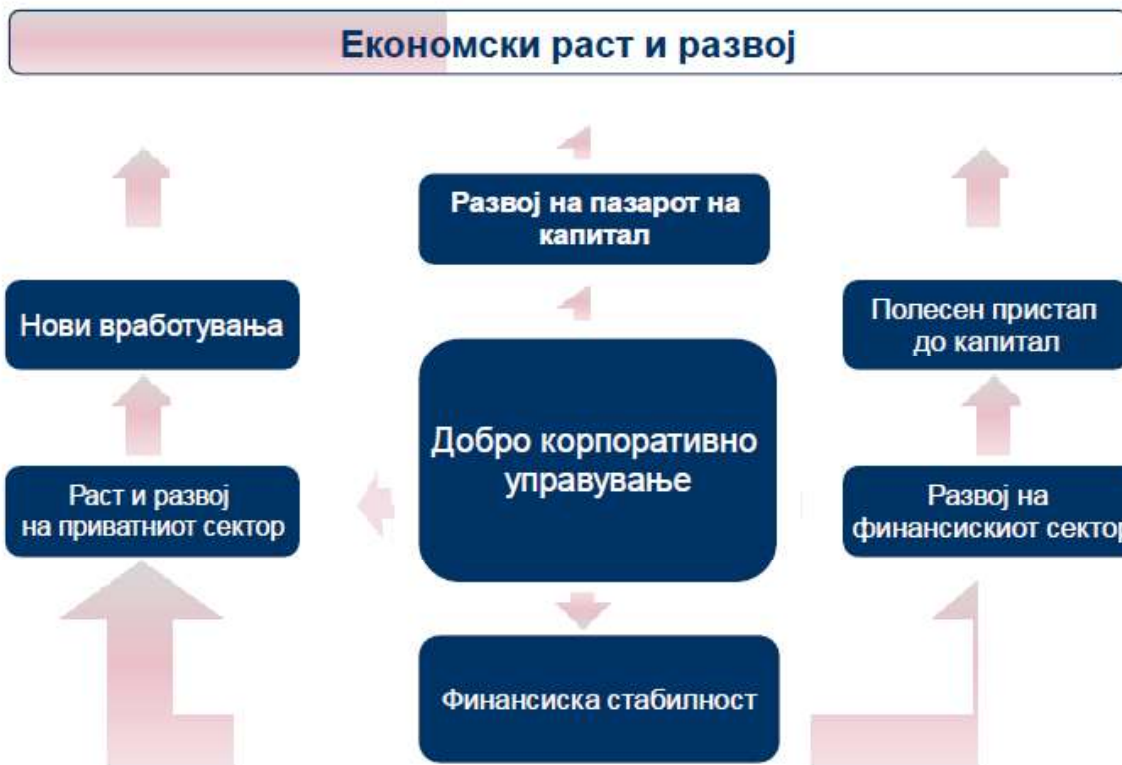 Економски раст и развој
Развој на пазарот на
капитал
Нови вработувања
Полесен пристап
до капитал
Добро корпоративно
управување
Раст и развој
на приватниот сектор
Развој на
финансискиот сектор
Финансиска стабилност